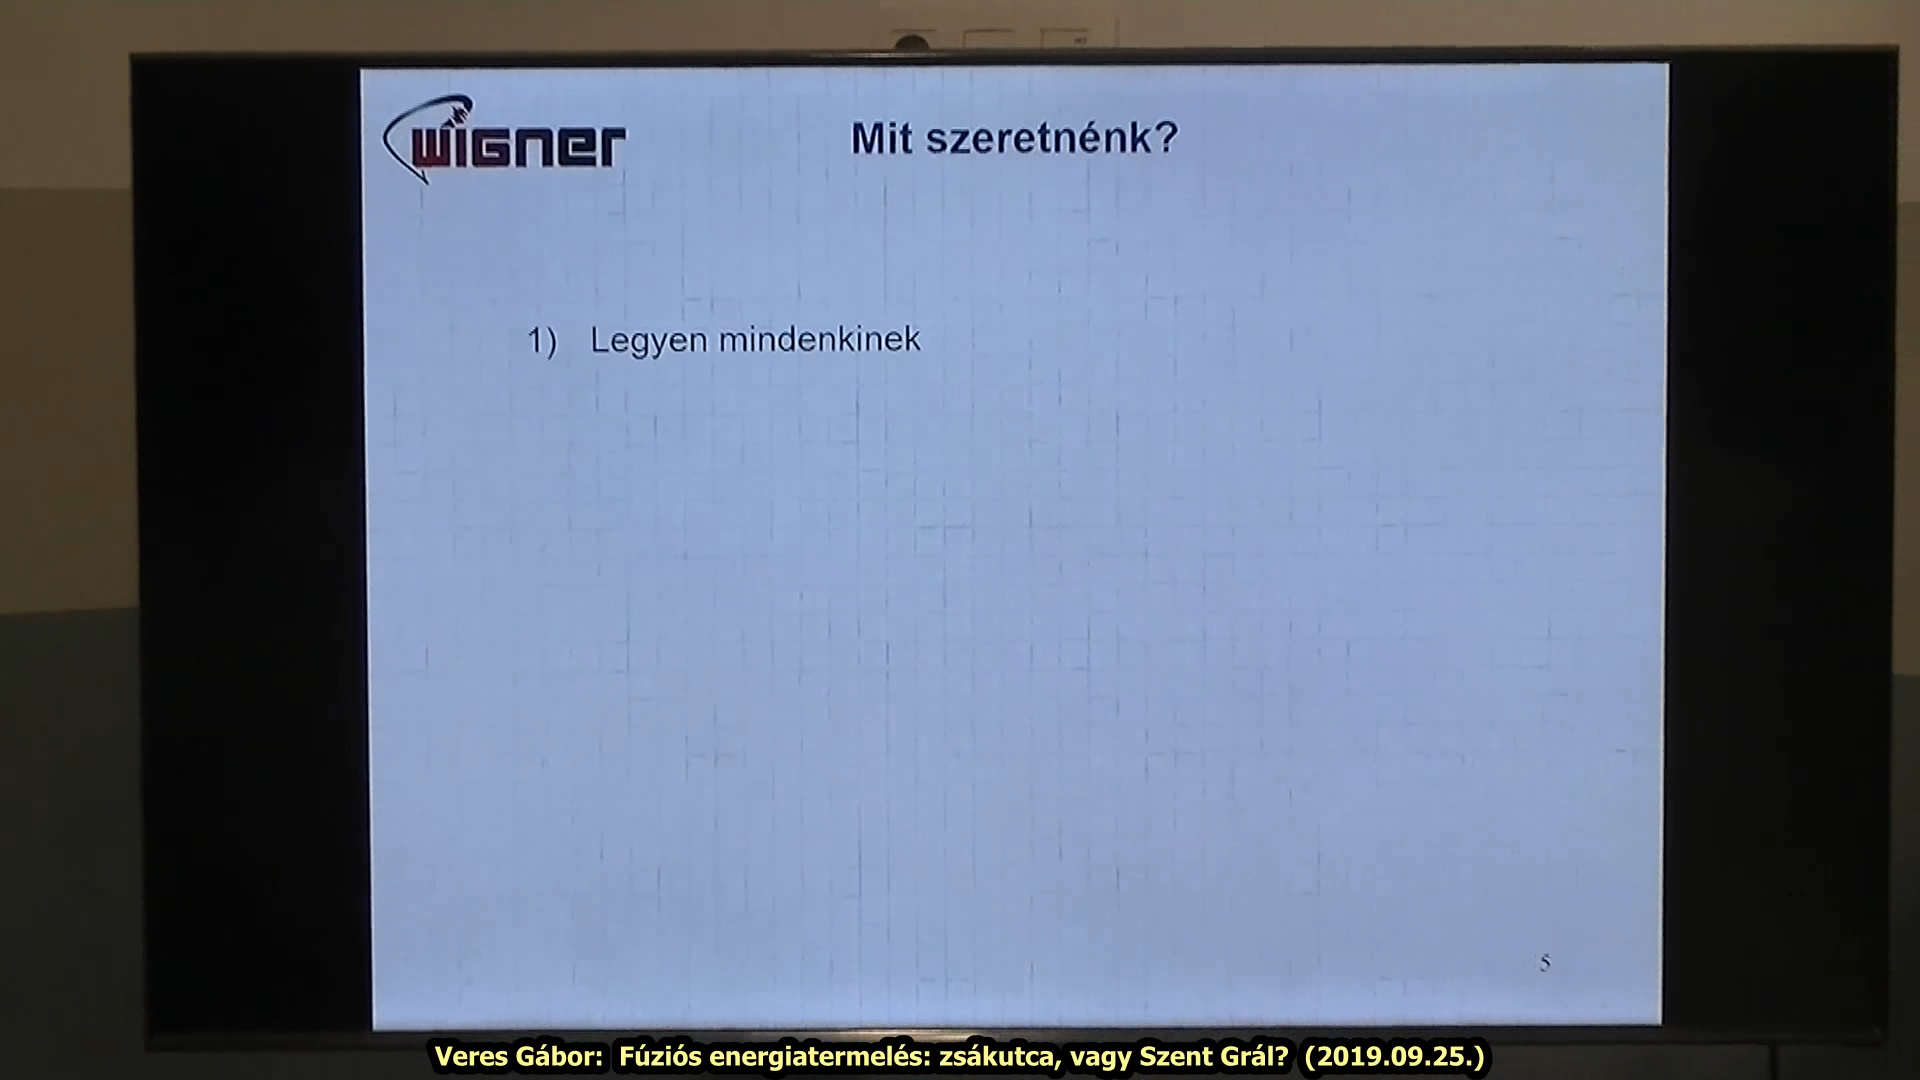 wigner
Mit szeretnénk?
1) Legyen mindenkinek
5
Veres Gábor: Fúziós energiatermelés: zsákutca, vagy Szent Grál? (2019.09.25.)